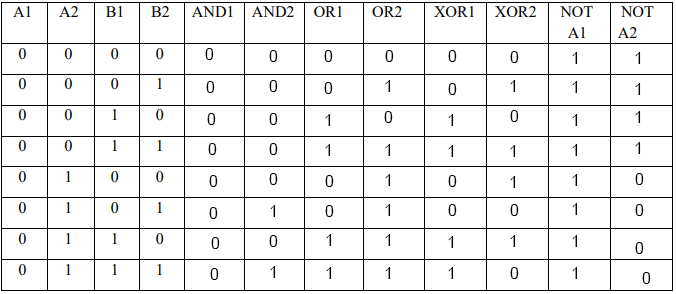 A1 A2 B1 B2 AND1 AND2 OR1 OR2 XOR1 XOR2 NOT A1 NOT A2
0 0 0 0 0 0 0 0 0 0 1 1
0 0 0 1 0 0 0 1 0 1 1 1
0 0 1 0 0 0 1 0 1 0 1 1
0 0 1 1 0 0 1 1 1 1 1 1
0 1 0 0 0 0 0 1 0 1 1 0
0 1 0 1 0 1 0 1 0 0 1 0
0 1 1 0 0 0 1 1 1 1 1 0
0 1 1 1 0 1 1 1 1 0 1 0